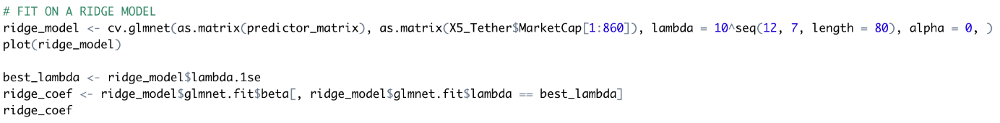 # FIT ON A RIDGE MODEL
ridge_model <- cv.glmnet(as.matrix(predictor_matrix), as.matrix(X5_Tether$MarketCap[1:860]), lambda = 10^seq(12, 7, length = 80), alpha = 0, )
plot(ridge_model)
best_lambda <- ridge_model$lambda.1se
ridge_coef <- ridge_model$glmnet.fit$beta[, ridge_model$glmnet.fit$lambda == best_lambda]
ridge_coef